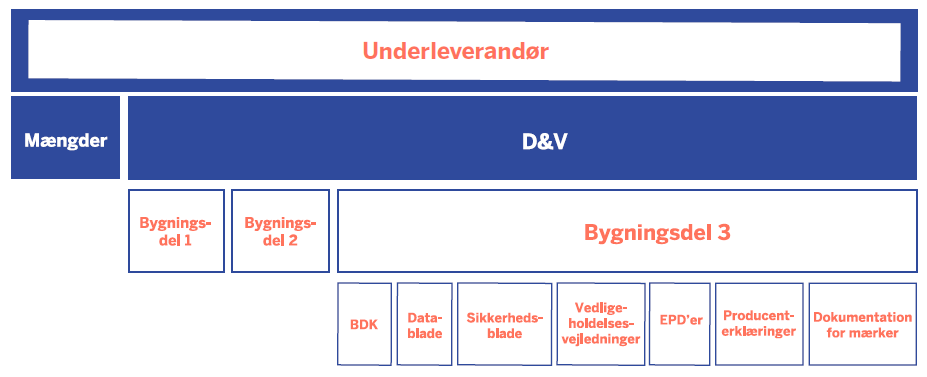 Underleverandør
Mængder
D&V
Bygnings-
del 1
Bygnings-
del 2
Bygningsdel 3
BDK
Data-
blade
Sikkerheds-
blade
Vedlige-
holdelses-
vejledninger
EPD'er
Producent-
erklæringer
Dokumentation
for mærker